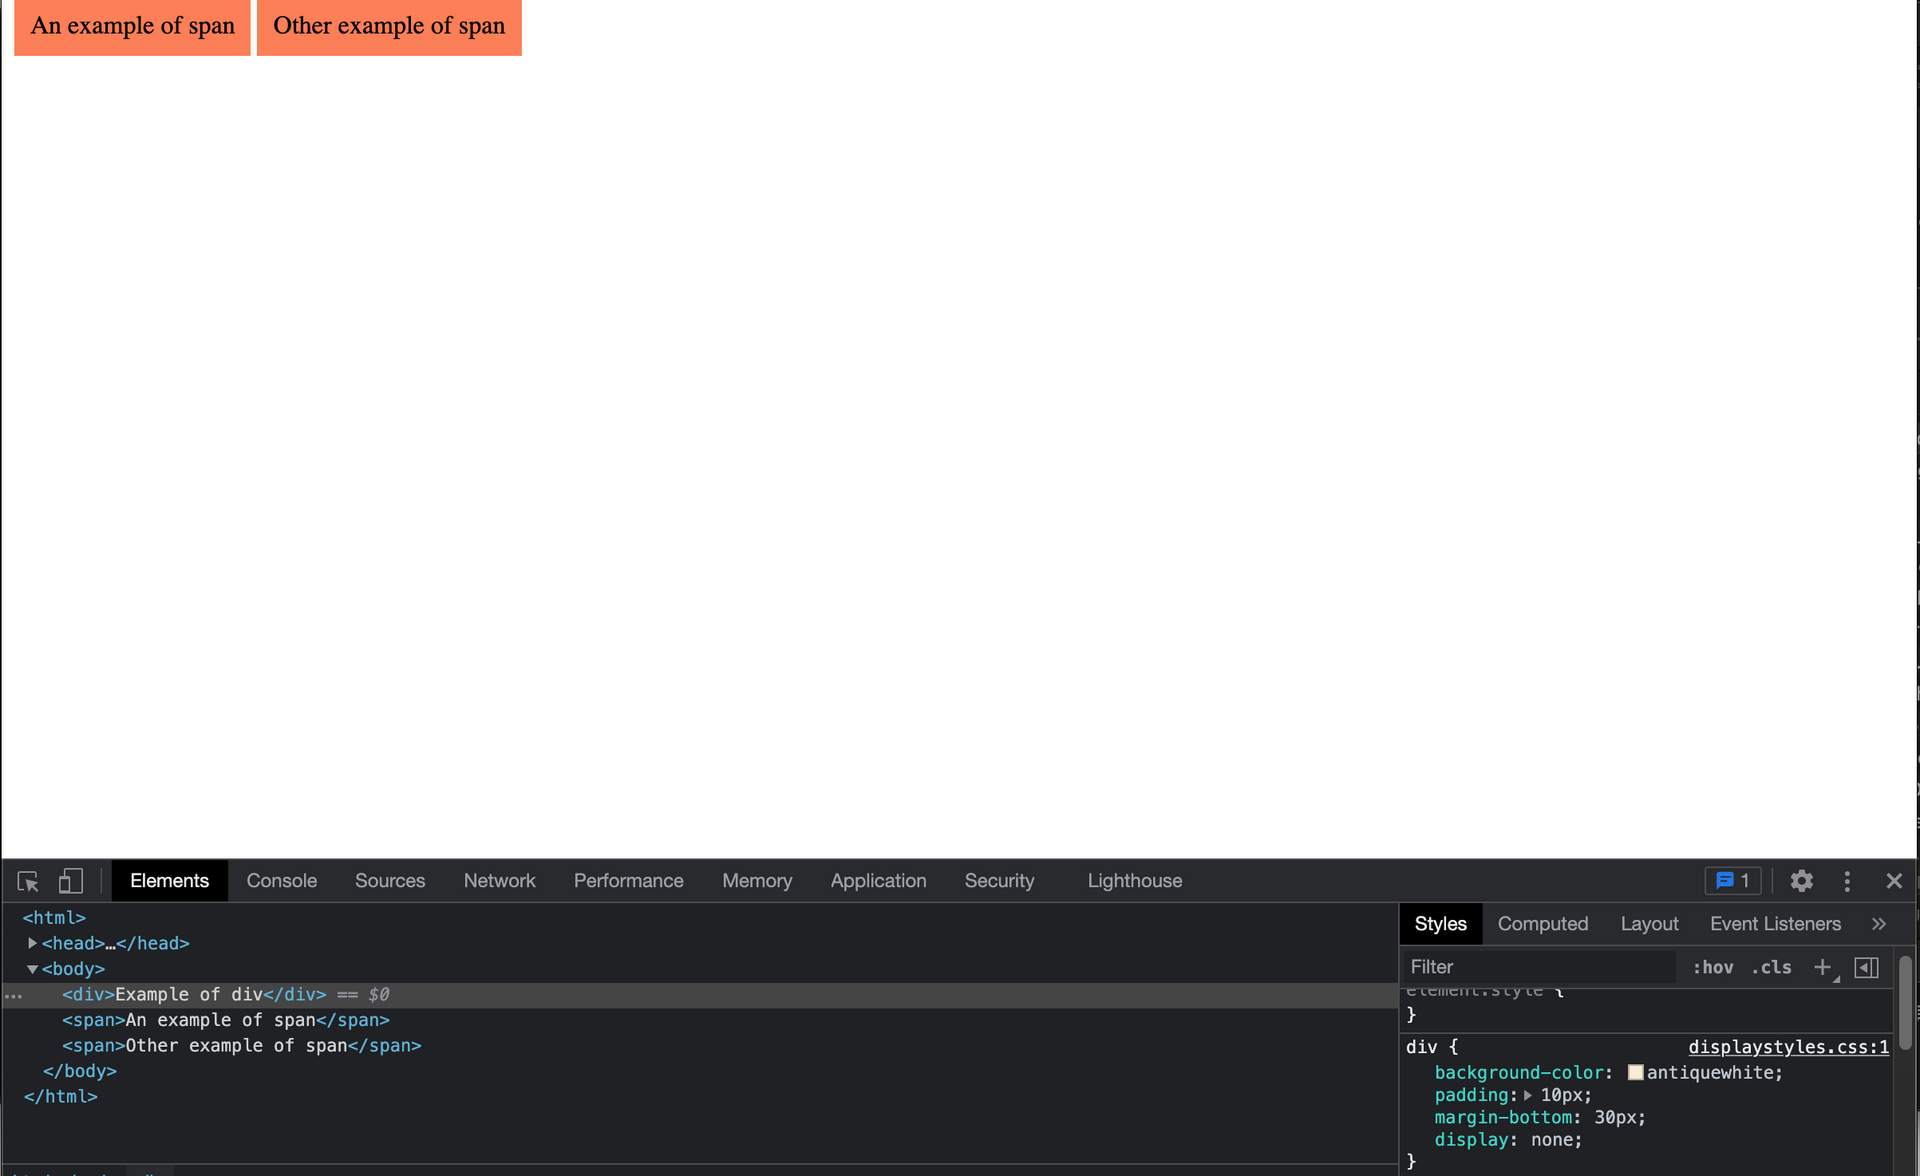 An example of span Other example of span
Elements Console Sources Network Performance Memory Application Security Lighthouse 1
<html>
<head>…</head>
<body>
<div>Example of div</div> == $0
<span>An example of span</span>
<span>Other example of span</span>
</body>
</html>
Styles Computed Layout Event Listeners »
Filter :hov .cls +
element.style {
}
div { displaystyles.css:1
background-color: antiquewhite;
padding: 10px;
margin-bottom: 30px;
display: none;
}